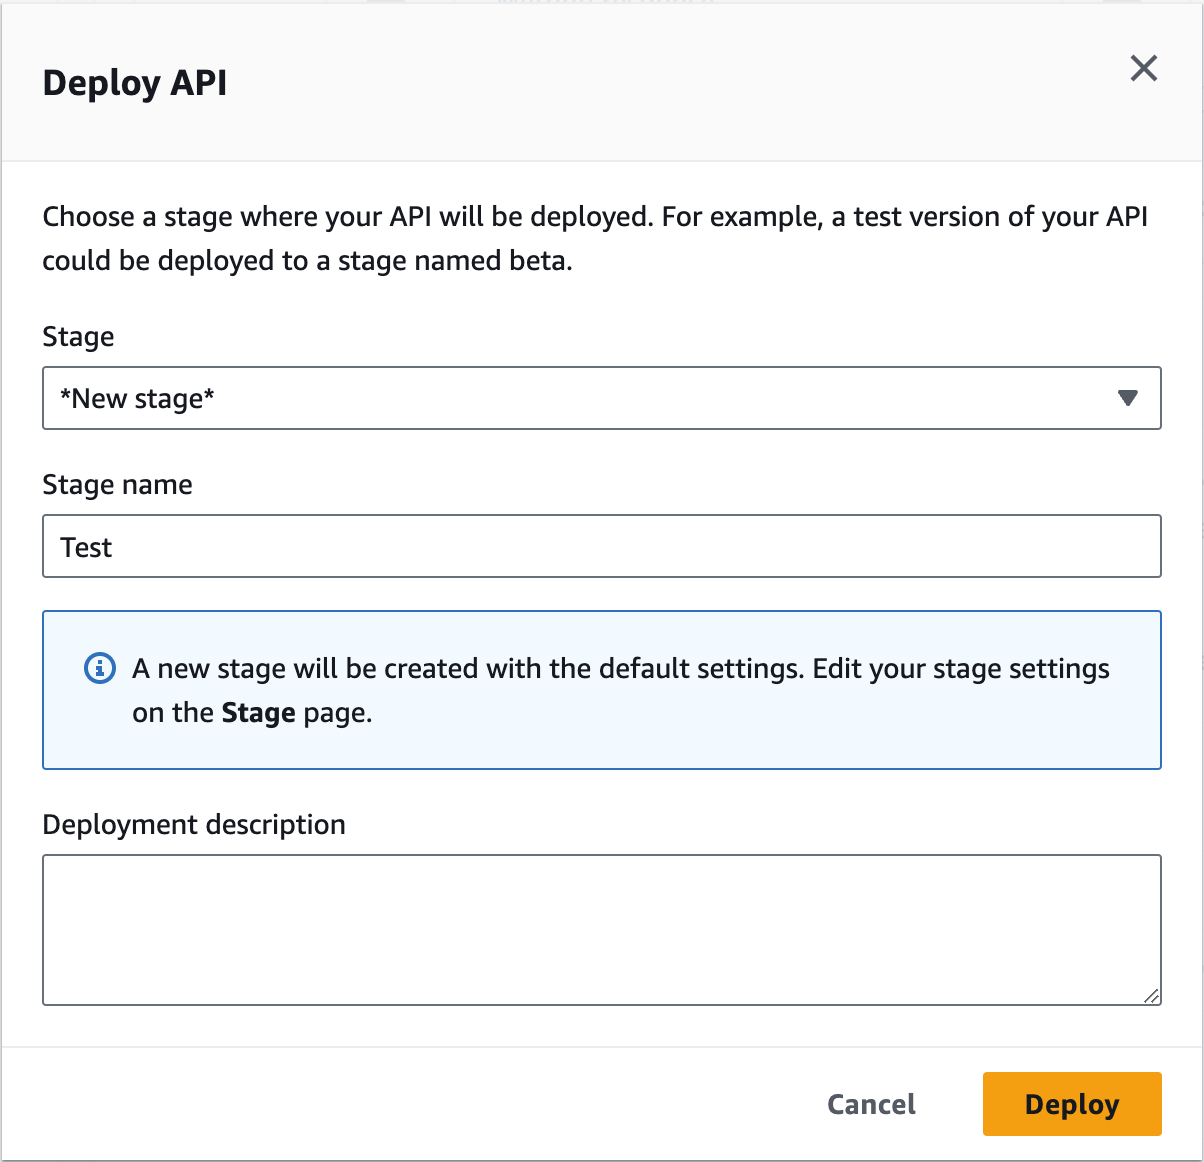 Deploy API
Choose a stage where your API will be deployed. For example, a test version of your API
could be deployed to a stage named beta.
Stage
*New stage*
Stage name
Test
A new stage will be created with the default settings. Edit your stage settings
on the Stage page.
Deployment description
Cancel
Deploy